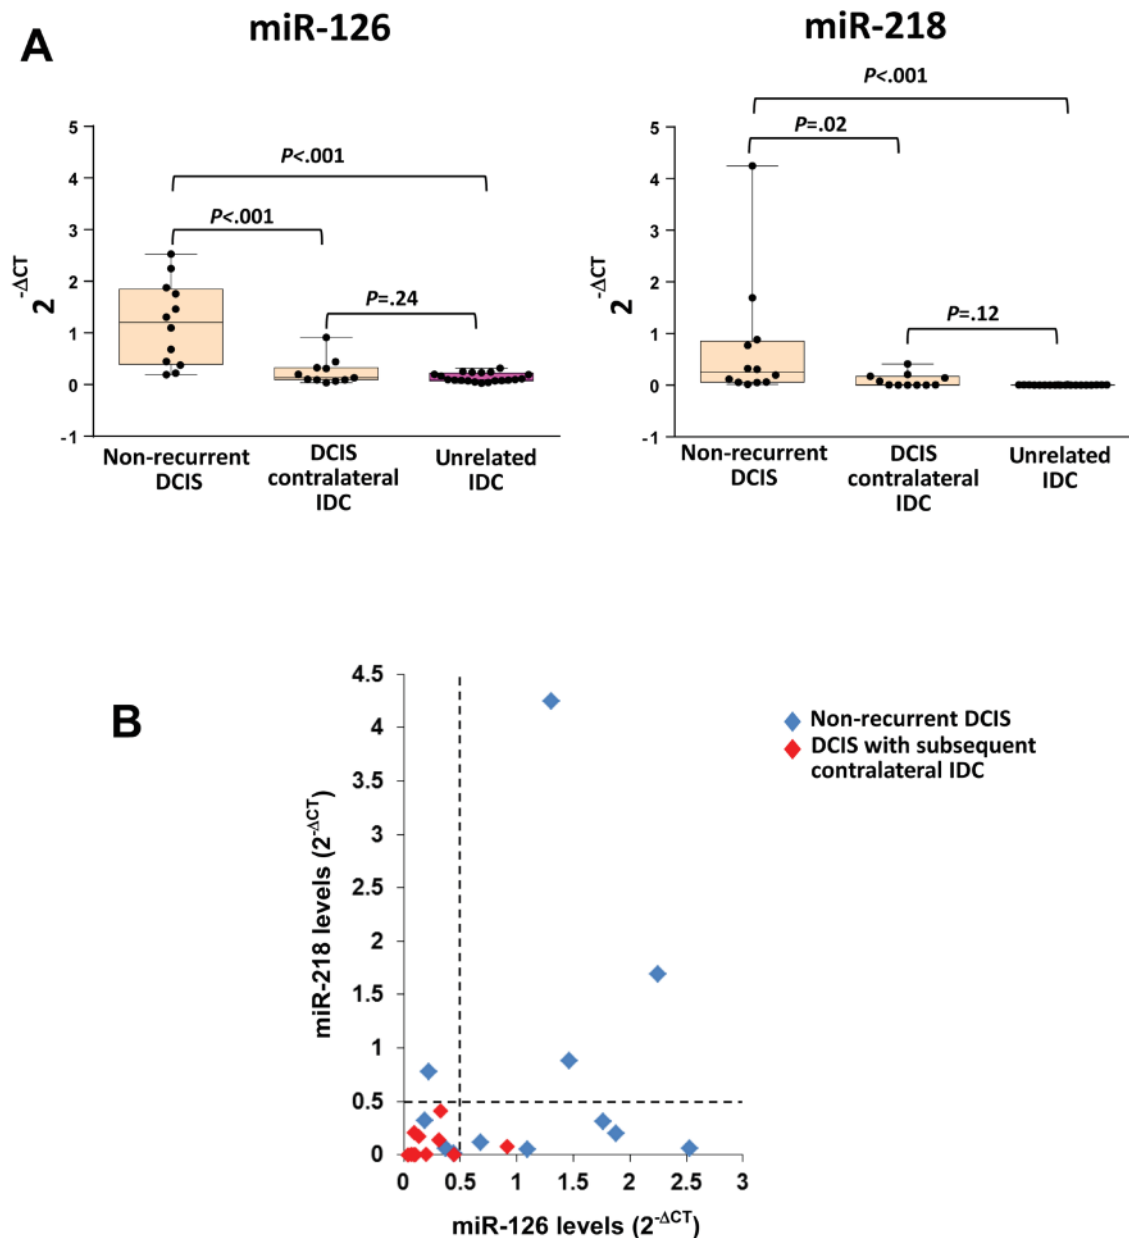 A
miR-126
miR-218
P<.001
P<.001
P<.001
P=.02
P=.24
P=.12
2^-ΔCT
5
4
3
2
1
0
-1
2^-ΔCT
5
4
3
2
1
0
-1
Non-recurrent
DCIS
DCIS
contralateral
IDC
Unrelated
IDC
Non-recurrent
DCIS
DCIS
contralateral
IDC
Unrelated
IDC
B
miR-218 levels (2^-ΔCT)
4.5
4
3.5
3
2.5
2
1.5
1
0.5
0
0 0.5 1 1.5 2 2.5 3
miR-126 levels (2^-ΔCT)
Non-recurrent DCIS
DCIS with subsequent
contralateral IDC